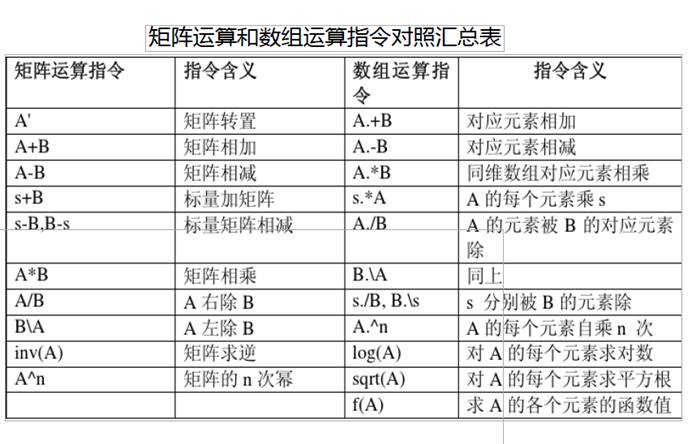 矩阵运算和数组运算指令对照汇总表
矩阵运算指令 指令含义 数组运算指令 指令含义
A' 矩阵转置 A.+B 对应元素相加
A+B 矩阵相加 A.-B 对应元素相减
A-B 矩阵相减 A.*B 同维数组对应元素相乘
s+B 标量加矩阵 s.*A A 的每个元素乘 s
s-B,B-s 标量矩阵相减 A./B A 的元素被 B 的对应元素除
A*B 矩阵相乘 B.\A 同上
A/B A 右除 B s./B, B.\s s 分别被 B 的元素除
B\A A 左除 B A.^n A 的每个元素自乘 n 次
inv(A) 矩阵求逆 log(A) 对 A 的每个元素求对数
A^n 矩阵的 n 次幂 sqrt(A) 对 A 的每个元素求平方根
f(A) 求 A 的各个元素的函数值